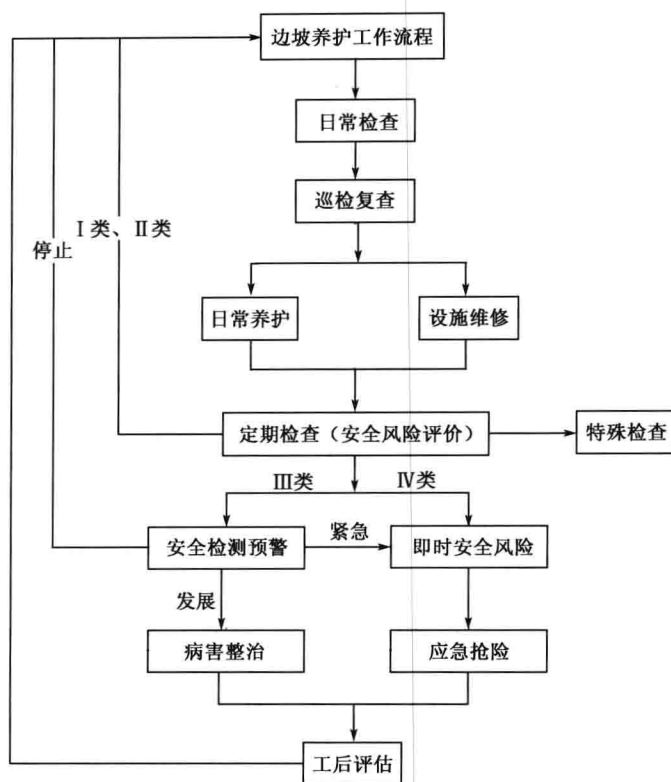 边坡养护工作流程
日常检查
巡检复查
Ⅰ类、Ⅱ类
停止
日常养护
设施维修
定期检查（安全风险评价）
特殊检查
Ⅲ类
Ⅳ类
安全检测预警
紧急
即时安全风险
发展
病害整治
应急抢险
工后评估